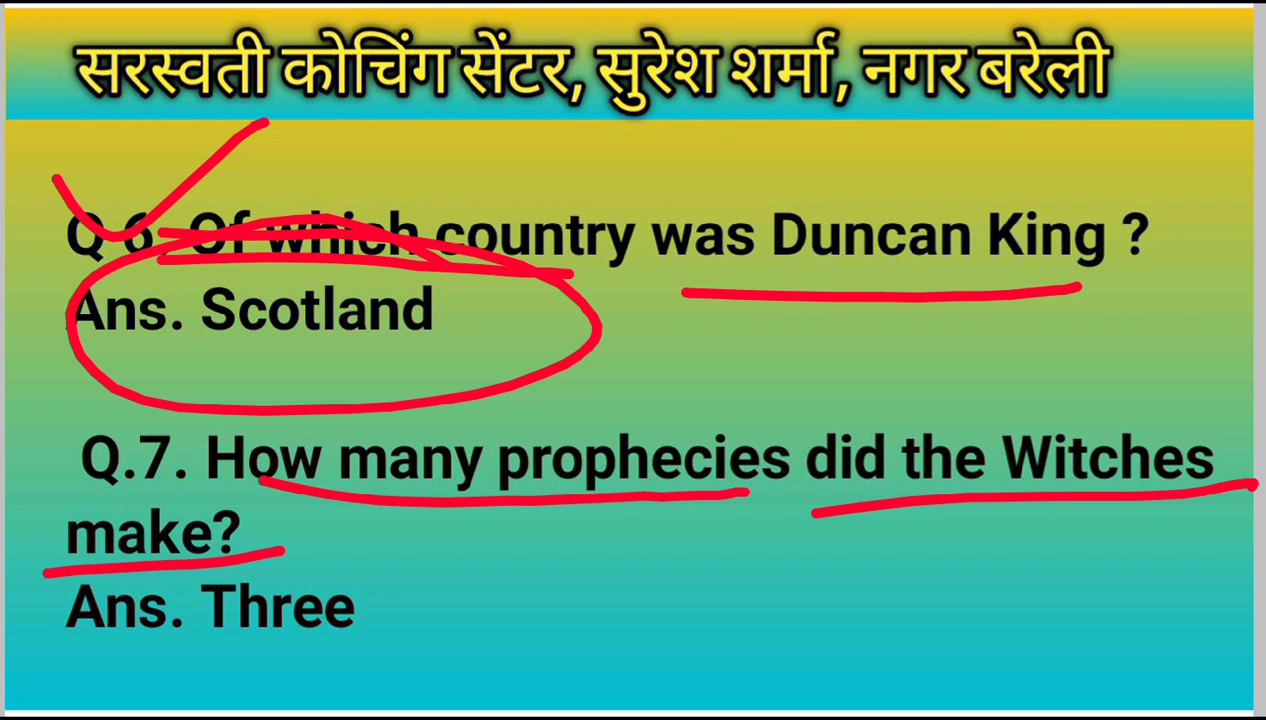 सरस्वती कोचिंग सेंटर, सुरेश शर्मा, नगर बरेली
Q 6. Of which country was Duncan King ?
Ans. Scotland
Q.7. How many prophecies did the Witches
make?
Ans. Three